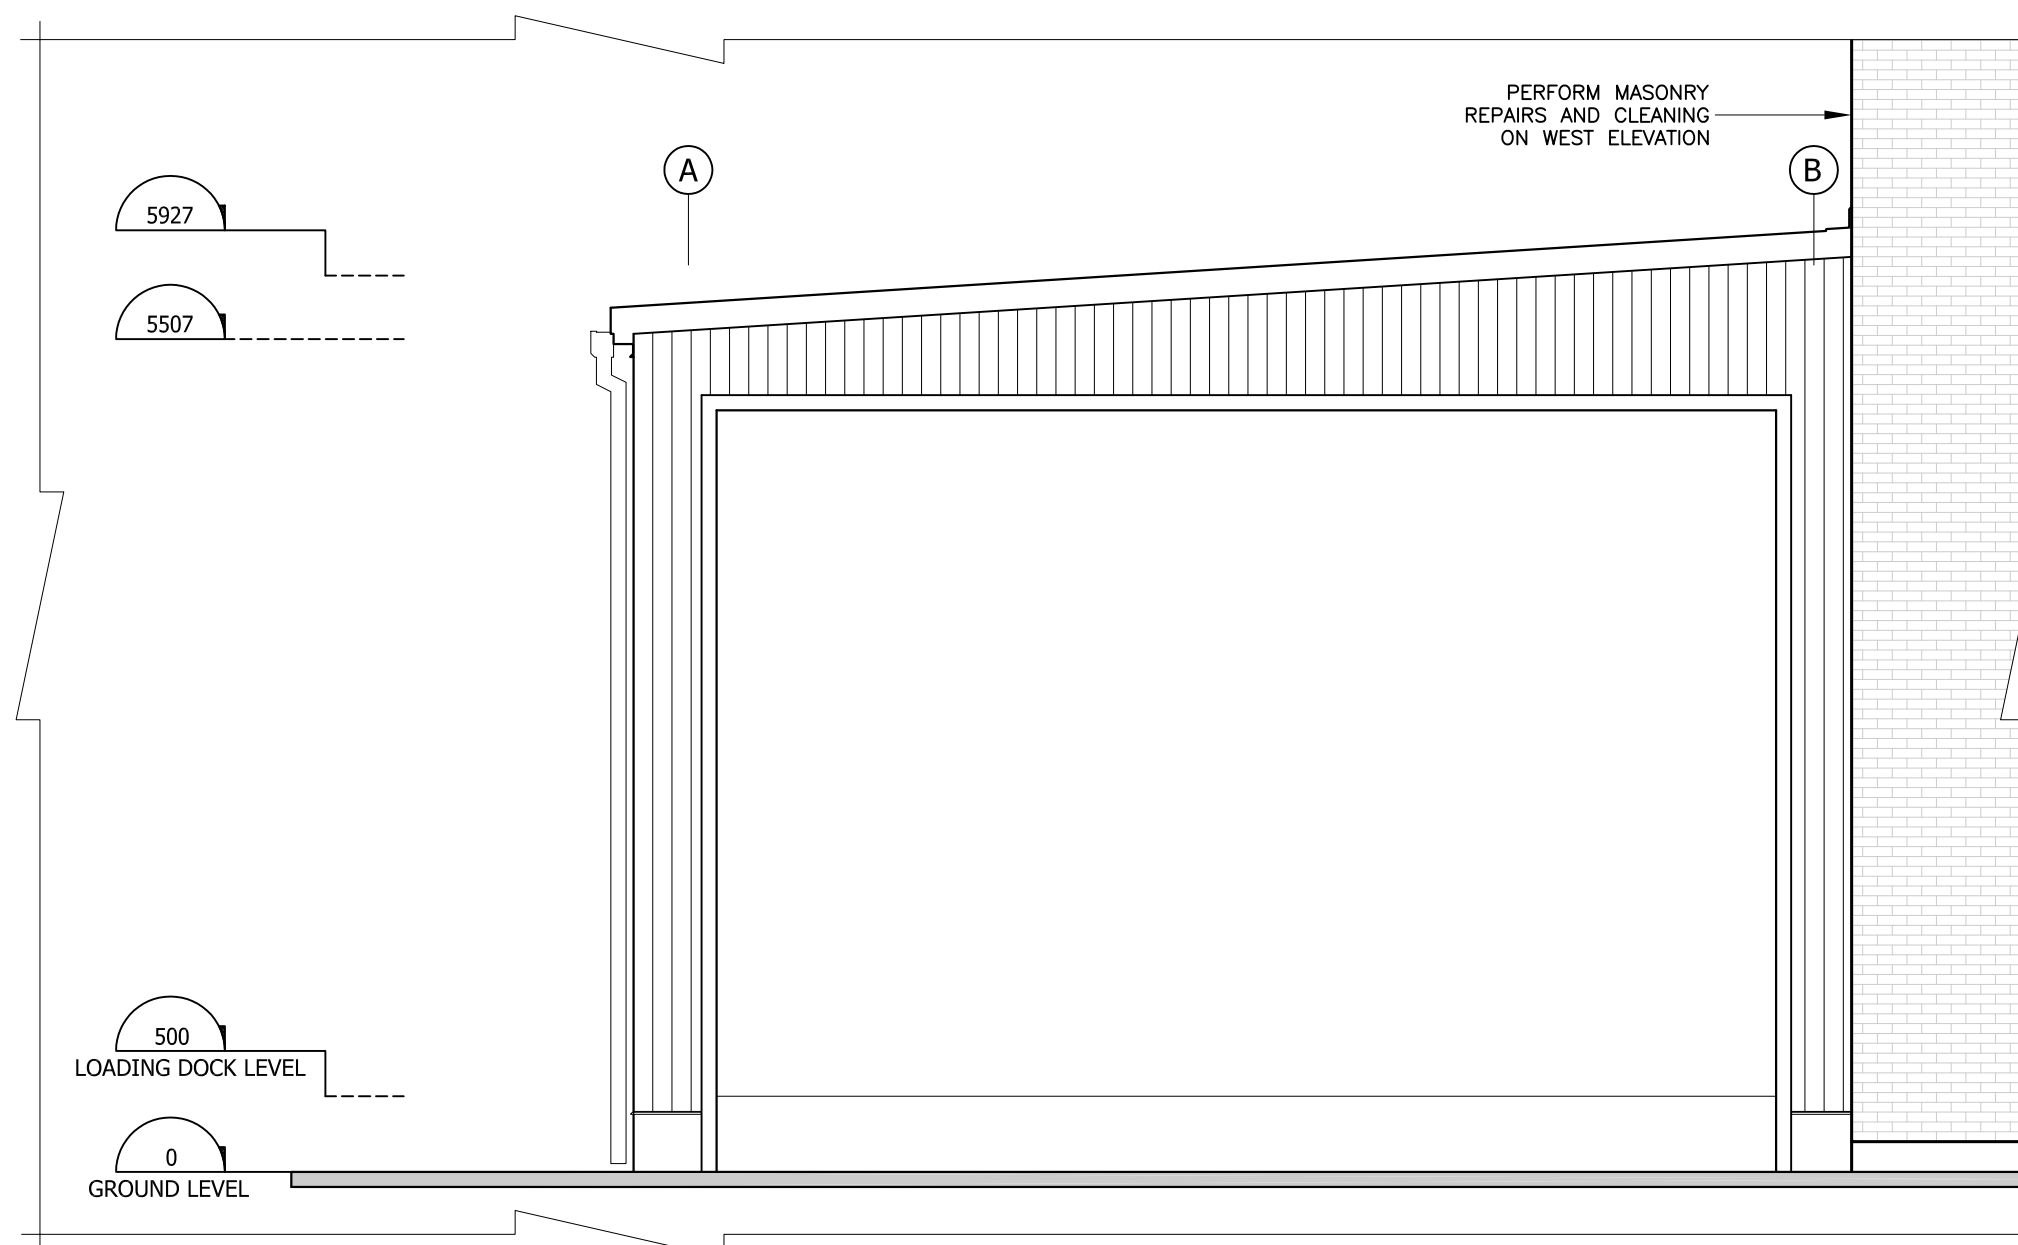 PERFORM MASONRY
REPAIRS AND CLEANING
ON WEST ELEVATION
A
B
5927
5507
500
LOADING DOCK LEVEL
0
GROUND LEVEL